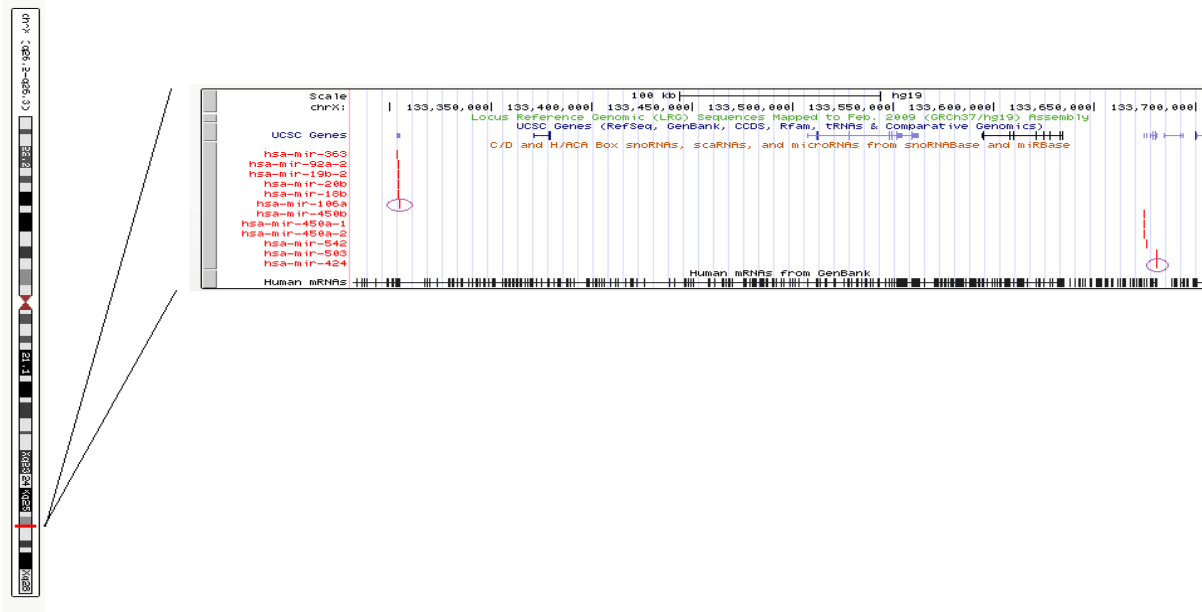 chrX (q26.2-q26.3)
22.2
21.1
Xq23
24
Xq25
Xq28
Scale 100 kb hg19
chrX: 133,350,000 133,400,000 133,450,000 133,500,000 133,550,000 133,600,000 133,650,000 133,700,000
Locus Reference Genomic (LRG) Sequences Mapped to Feb. 2009 (GRCh37/hg19) Assembly
UCSC Genes (RefSeq, GenBank, CCDS, Rfam, tRNAs & Comparative Genomics)
UCSC Genes
C/D and H/ACA Box snoRNAs, scaRNAs, and microRNAs from snoRNABase and miRBase
hsa-mir-363
hsa-mir-92a-2
hsa-mir-19b-2
hsa-mir-20b
hsa-mir-18b
hsa-mir-106a
hsa-mir-450b
hsa-mir-450a-1
hsa-mir-450a-2
hsa-mir-542
hsa-mir-503
hsa-mir-424
Human mRNAs from GenBank
Human mRNAs